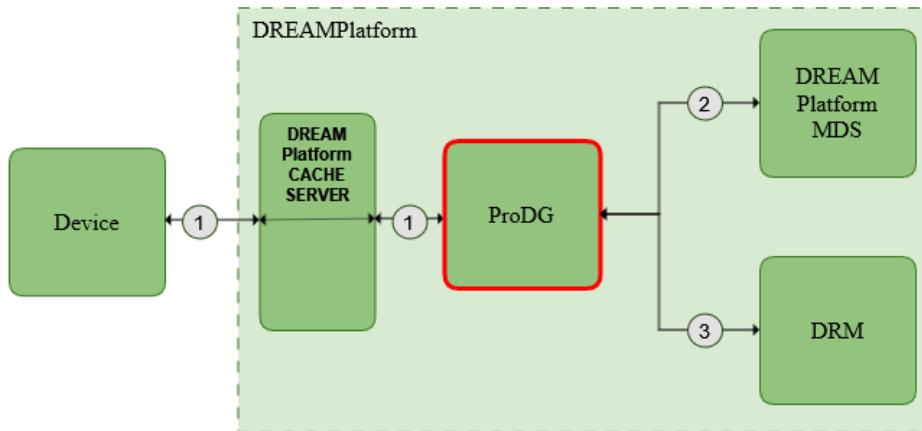 DREAMPlatform
Device
1
DREAM
Platform
CACHE
SERVER
1
ProDG
2
DREAM
Platform
MDS
3
DRM